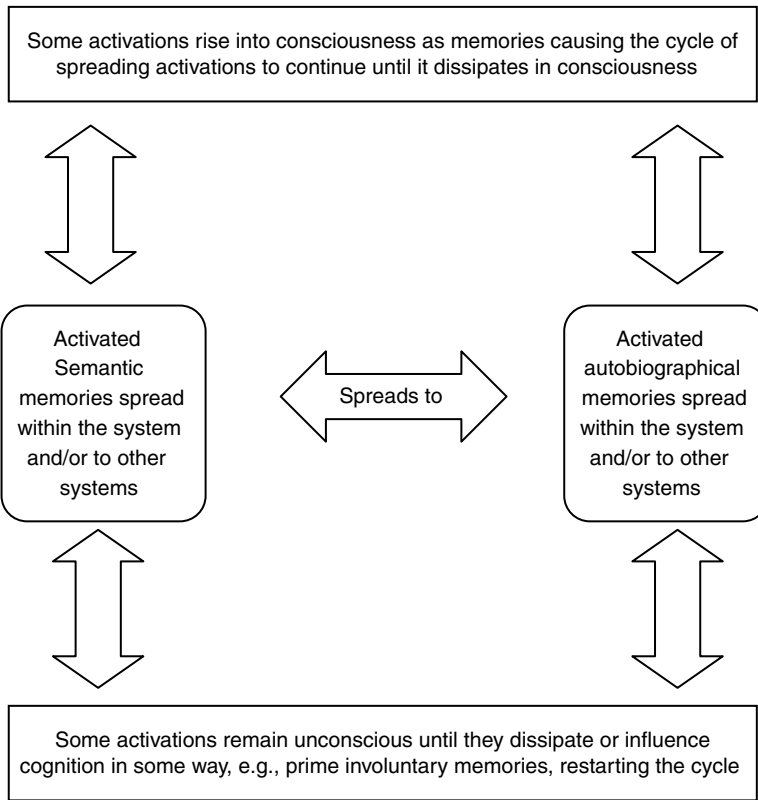 Some activations rise into consciousness as memories causing the cycle of
spreading activations to continue until it dissipates in consciousness
Activated
Semantic
memories spread
within the system
and/or to other
systems
Spreads to
Activated
autobiographical
memories spread
within the system
and/or to other
systems
Some activations remain unconscious until they dissipate or influence
cognition in some way, e.g., prime involuntary memories, restarting the cycle